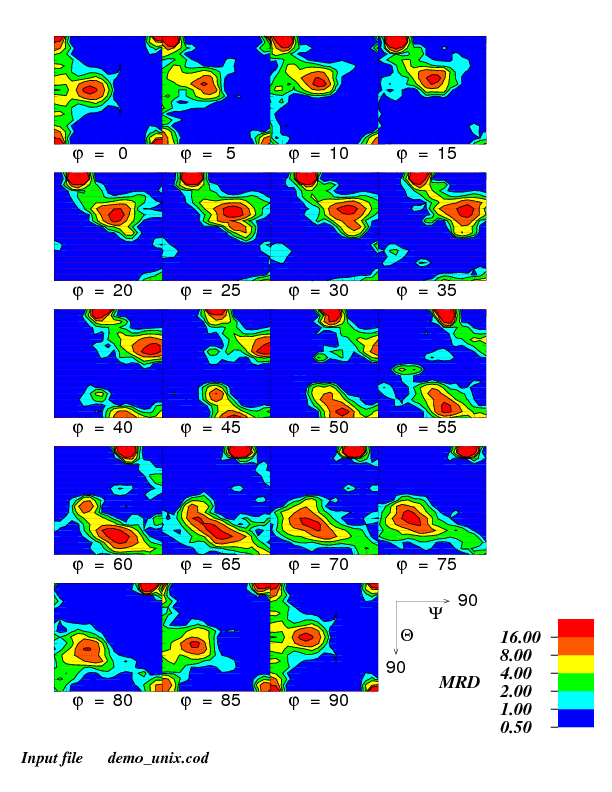 φ = 0 φ = 5 φ = 10 φ = 15
φ = 20 φ = 25 φ = 30 φ = 35
φ = 40 φ = 45 φ = 50 φ = 55
φ = 60 φ = 65 φ = 70 φ = 75
φ = 80 φ = 85 φ = 90
Ψ 90
Θ
90
MRD
16.00
8.00
4.00
2.00
1.00
0.50
Input file demo_unix.cod